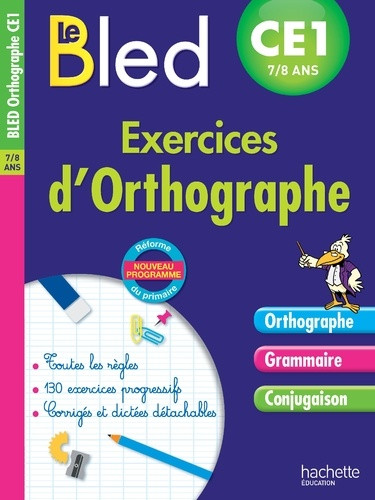 BLED Orthographe CE1
7/8
ANS
Le
Bled
CE1
7/8 ANS
Exercices
d'Orthographe
Réforme
NOUVEAU
PROGRAMME
du primaire
Orthographe
Grammaire
Conjugaison
• Toutes les règles
• 130 exercices progressifs
• Corrigés et dictées détachables
hachette
ÉDUCATION